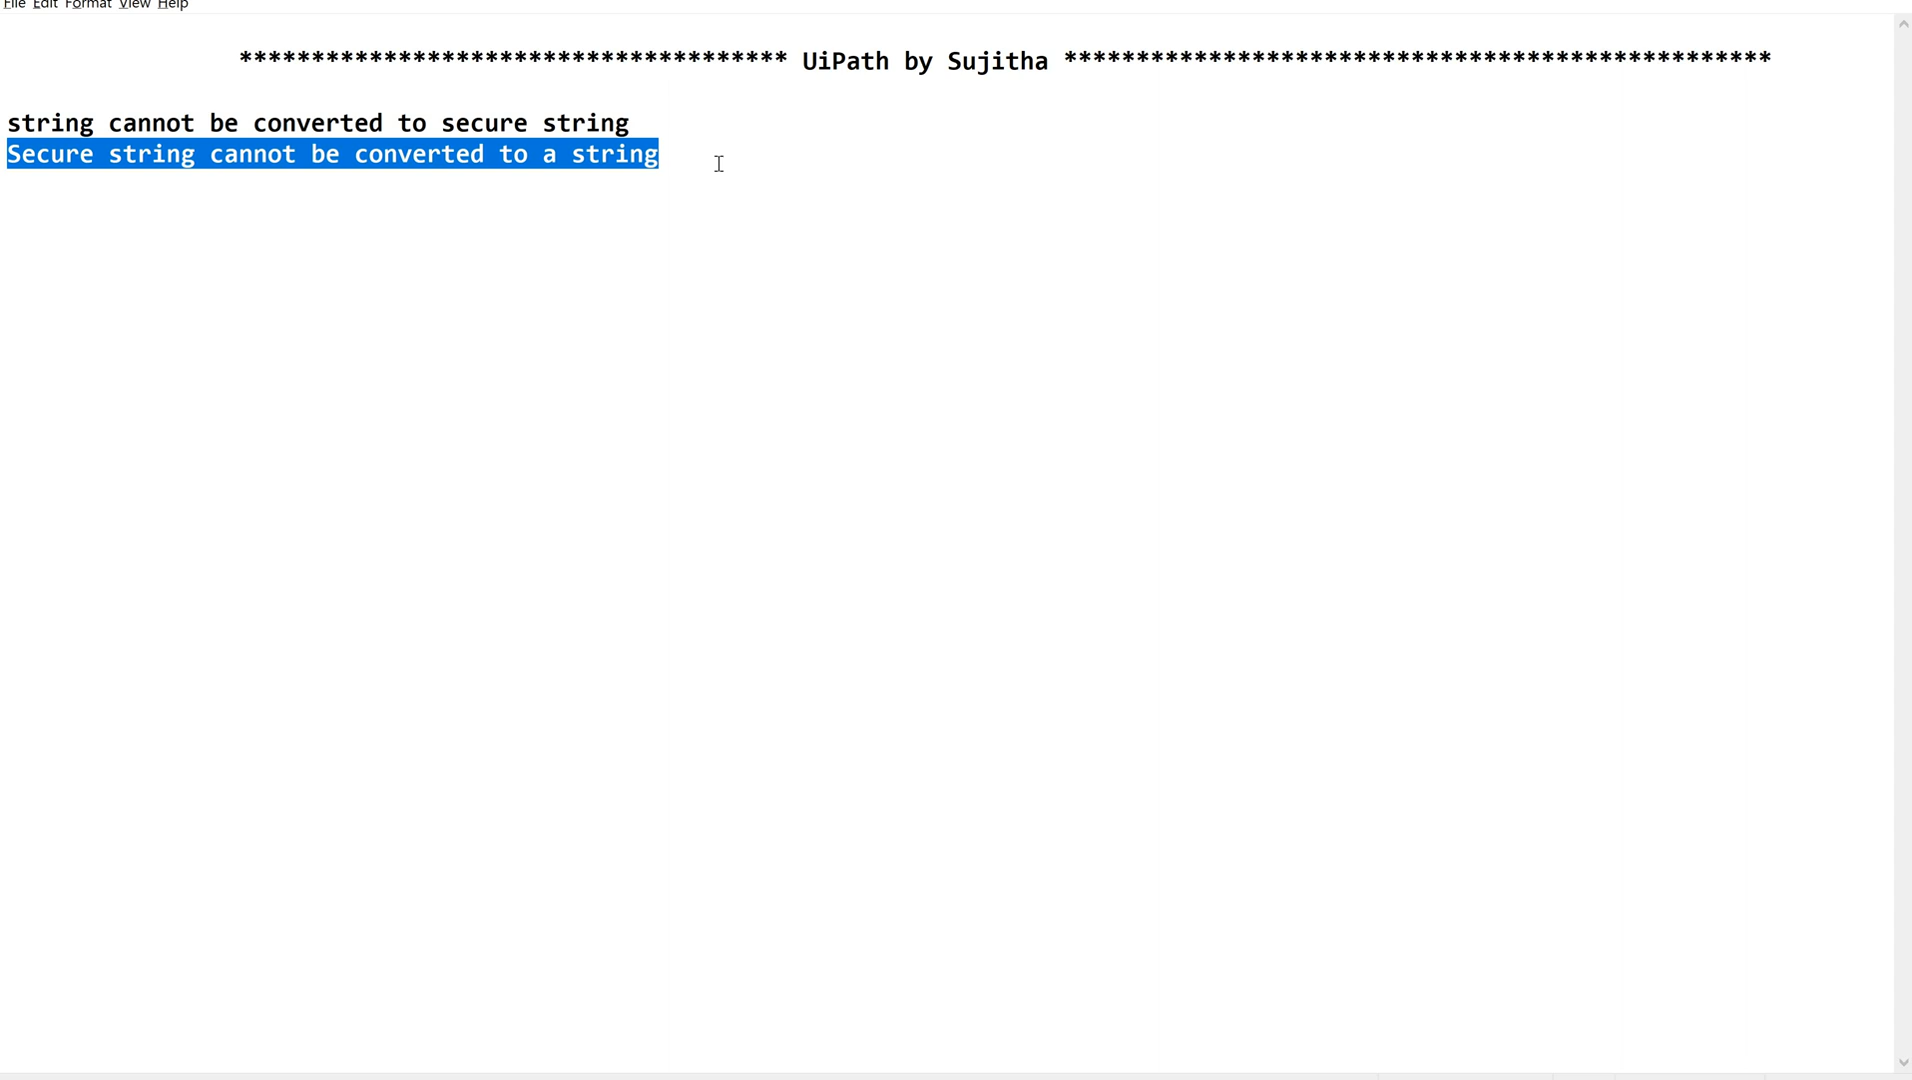 File Edit Format View Help
************************************** UiPath by Sujitha *************************************************
string cannot be converted to secure string
Secure string cannot be converted to a string